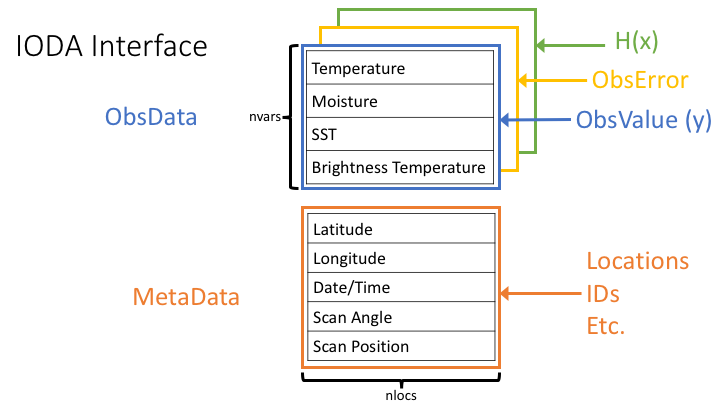 IODA Interface
H(x)
ObsError
ObsValue (y)
ObsData
nvars
Temperature
Moisture
SST
Brightness Temperature
MetaData
Latitude
Longitude
Date/Time
Scan Angle
Scan Position
Locations
IDs
Etc.
nlocs